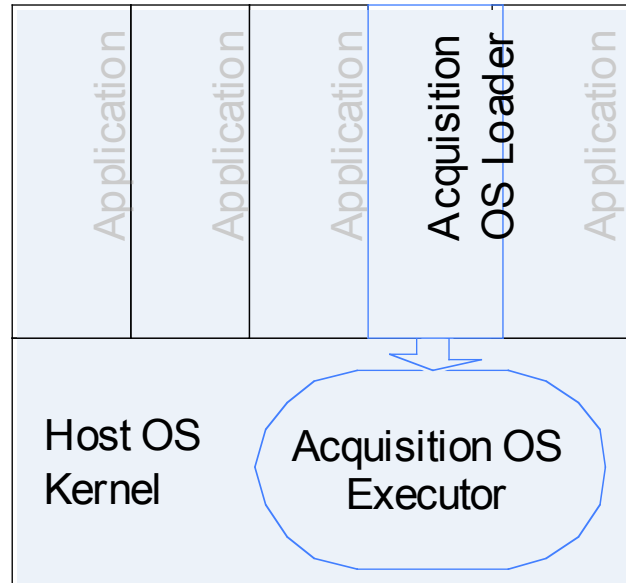 Application
Application
Application
Acquisition
OS Loader
Application
Host OS
Kernel
Acquisition OS
Executor